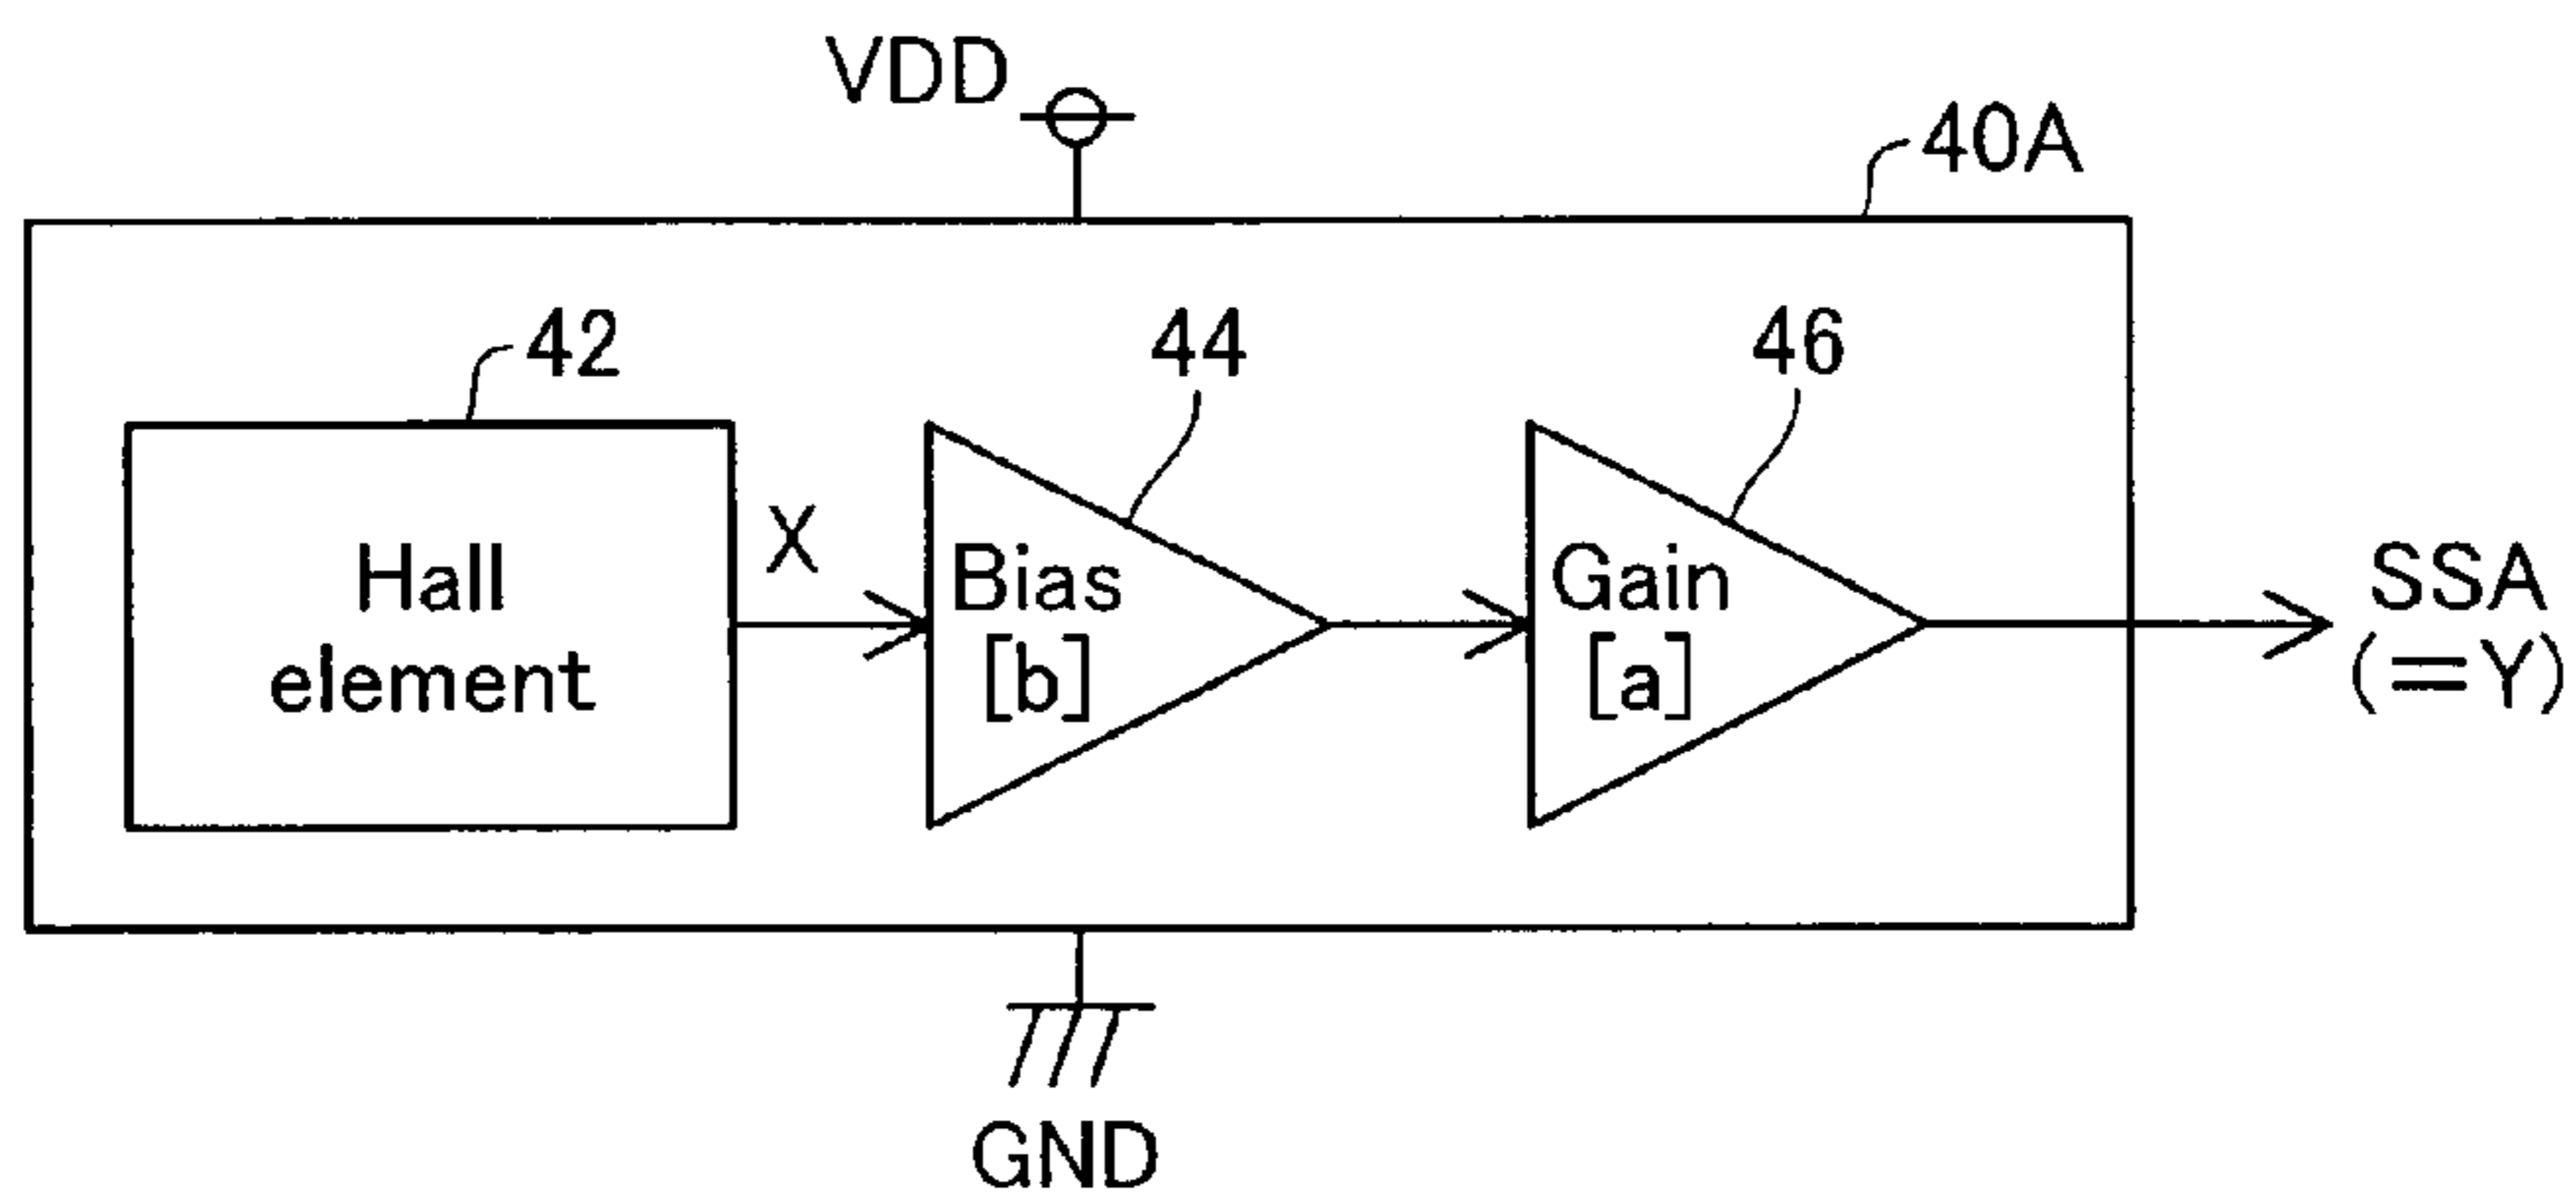 VDD
40A
42
44
46
X
Hall
element
Bias
[b]
Gain
[a]
SSA
(=Y)
GND